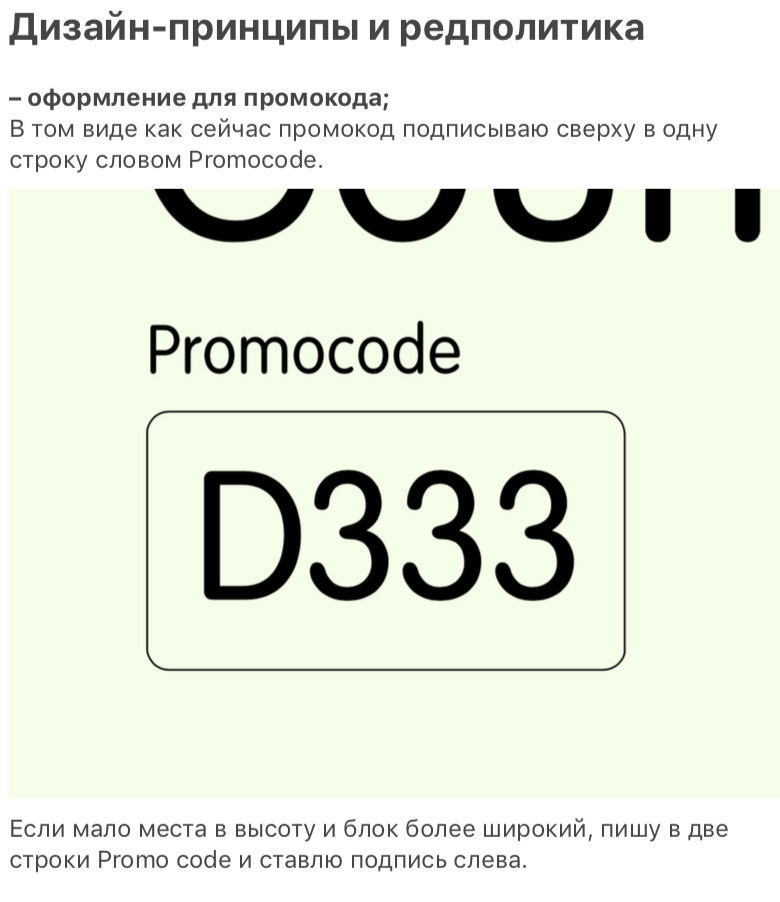 Дизайн-принципы и редполитика
– оформление для промокода;
В том виде как сейчас промокод подписываю сверху в одну
строку словом Promocode.
Promocode
D333
Если мало места в высоту и блок более широкий, пишу в две
строки Promo code и ставлю подпись слева.